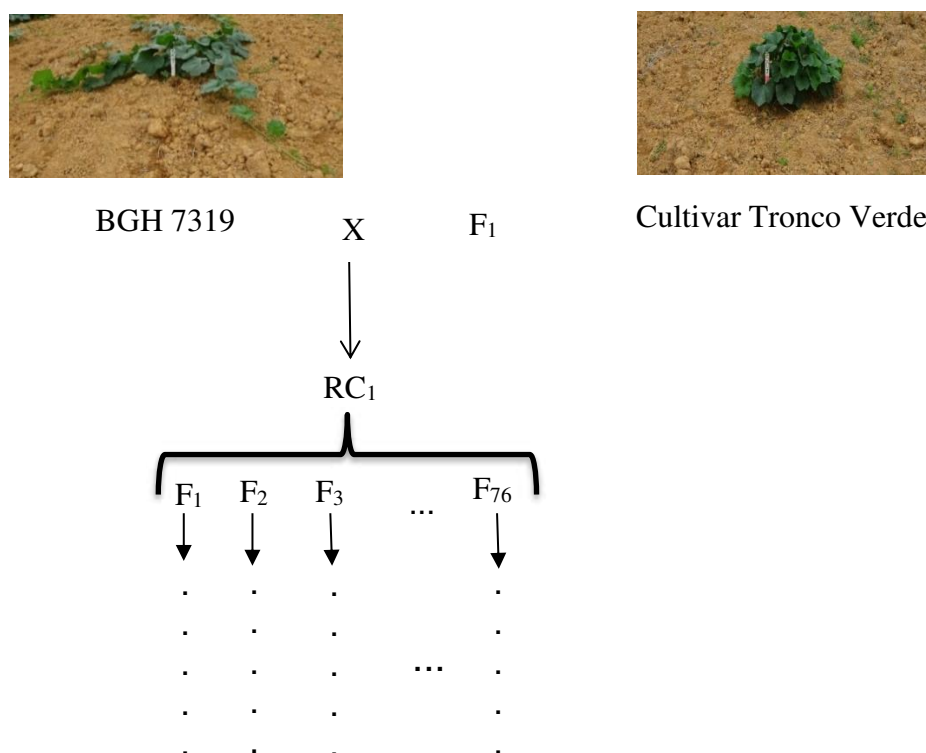 BGH 7319 X F₁ Cultivar Tronco Verde
RC₁
F₁ F₂ F₃ ... F₇₆
. . . .
. . . .
. . . ... .
. . . .
. . . .